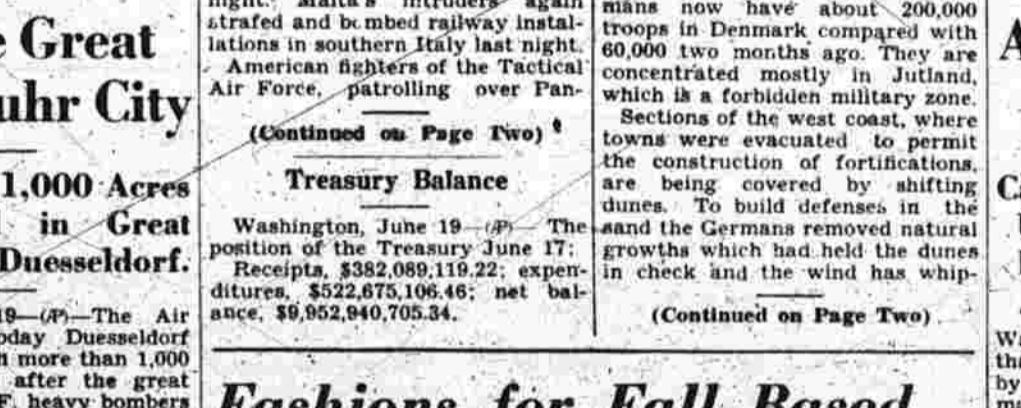 Great
uhr City
1,000 Acres
in Great
Duesseldorf.
19—(AP)—The Air
oday Duesseldorf
more than 1,000
after the great
heavy bombers
night. Malta's intruders again
strafed and bombed railway instal-
lations in southern Italy last night.
American fighters of the Tactical
Air Force, patrolling over Pan-
(Continued on Page Two)
Treasury Balance
Washington, June 19—(AP)—The
position of the Treasury June 17:
Receipts, $382,089,119.22; expen-
ditures, $522,675,106.46; net bal-
ance, $9,952,940,705.34.
mans now have about 200,000
troops in Denmark compared with
60,000 two months ago. They are
concentrated mostly in Jutland,
which is a forbidden military zone.
Sections of the west coast, where
towns were evacuated to permit
the construction of fortifications,
are being covered by shifting
dunes. To build defenses in the
sand the Germans removed natural
growths which had held the dunes
in check and the wind has whip-
(Continued on Page Two)
Fashions for Fall Based
by